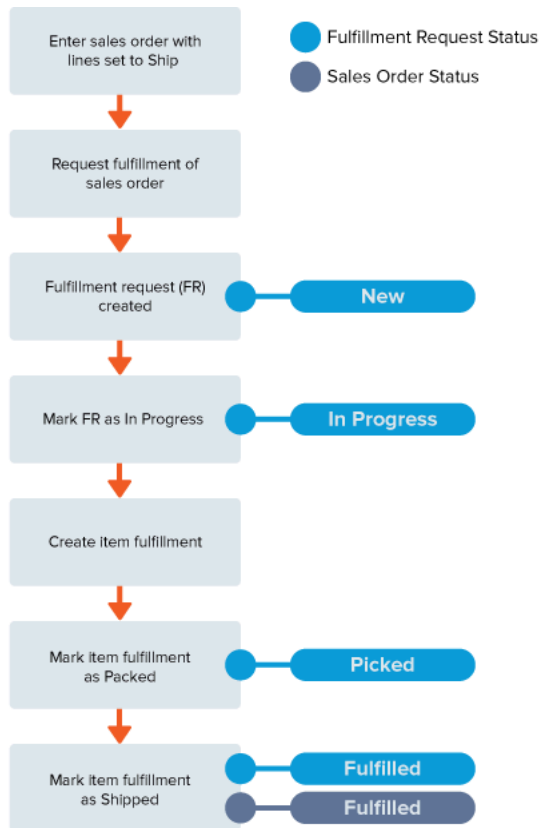 Enter sales order with
lines set to Ship
Fulfillment Request Status
Sales Order Status
Request fulfillment of
sales order
Fulfillment request (FR)
created
New
Mark FR as In Progress
In Progress
Create item fulfillment
Mark item fulfillment
as Packed
Picked
Mark item fulfillment
as Shipped
Fulfilled
Fulfilled